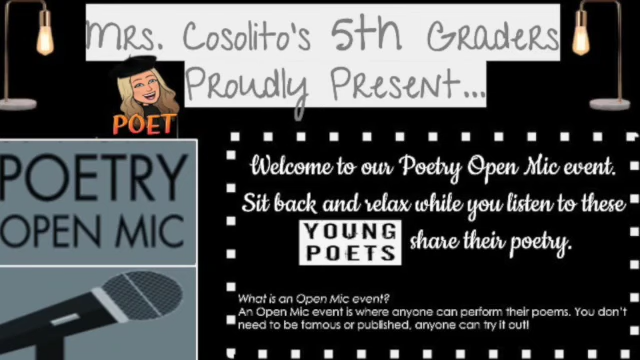 Mrs. Cosolito's 5th Graders
Proudly Present...
POET
POETRY
OPEN MIC
Welcome to our Poetry Open Mic event.
Sit back and relax while you listen to these
YOUNG
POETS share their poetry.
What is an Open Mic event?
An Open Mic event is where anyone can perform their poems. You don't
need to be famous or published, anyone can try it out!